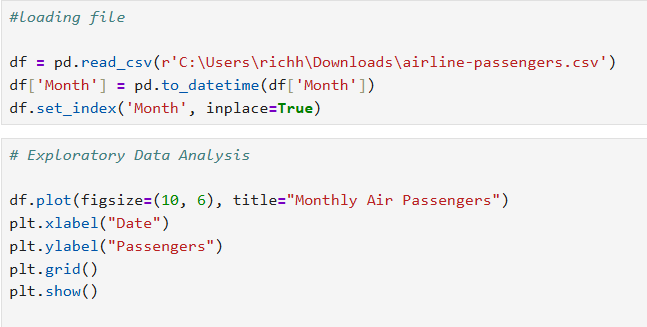 #loading file
df = pd.read_csv(r'C:\Users\richh\Downloads\airline-passengers.csv')
df['Month'] = pd.to_datetime(df['Month'])
df.set_index('Month', inplace=True)
# Exploratory Data Analysis
df.plot(figsize=(10, 6), title="Monthly Air Passengers")
plt.xlabel("Date")
plt.ylabel("Passengers")
plt.grid()
plt.show()